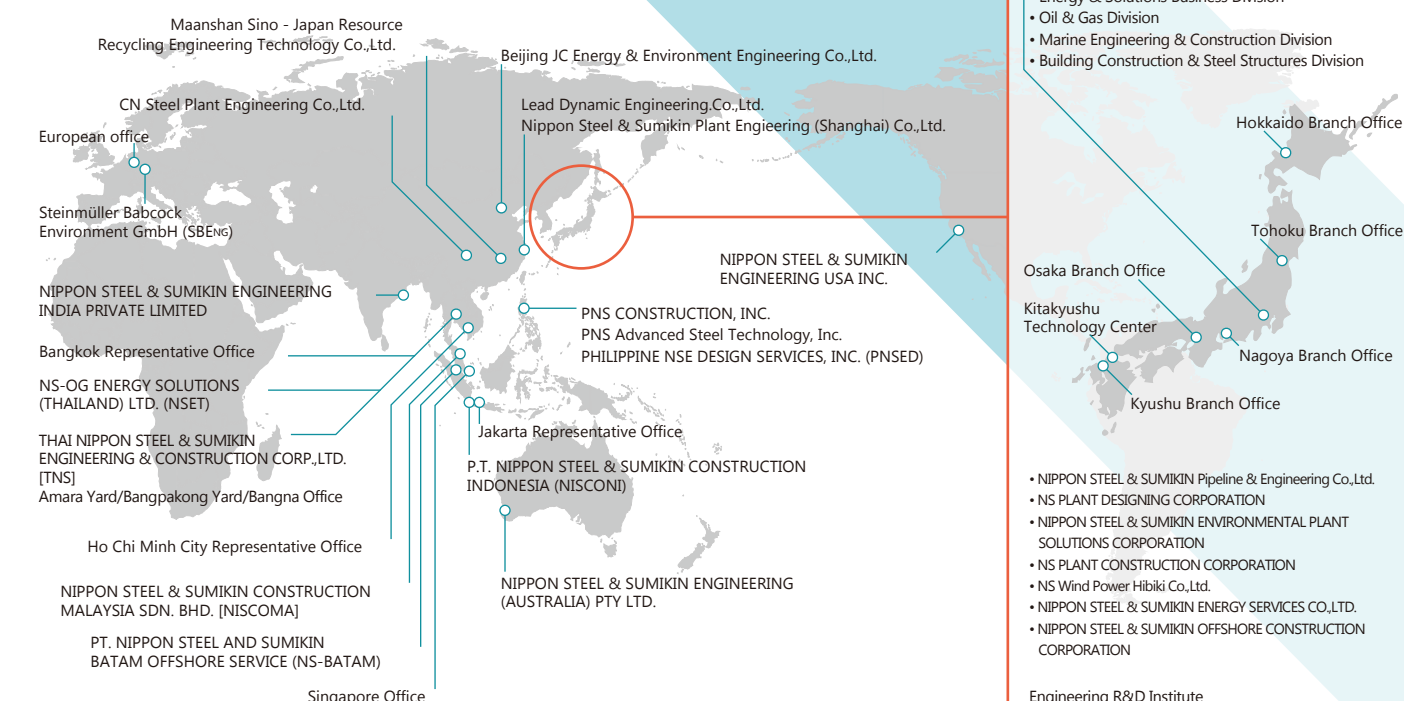 Maanshan Sino - Japan Resource
Recycling Engineering Technology Co.,Ltd.
Beijing JC Energy & Environment Engineering Co.,Ltd.
CN Steel Plant Engineering Co.,Ltd.
Lead Dynamic Engineering.Co.,Ltd.
Nippon Steel & Sumikin Plant Engieering (Shanghai) Co.,Ltd.
European office
Steinmüller Babcock
Environment GmbH (SBENG)
NIPPON STEEL & SUMIKIN
ENGINEERING USA INC.
NIPPON STEEL & SUMIKIN ENGINEERING
INDIA PRIVATE LIMITED
PNS CONSTRUCTION, INC.
PNS Advanced Steel Technology, Inc.
PHILIPPINE NSE DESIGN SERVICES, INC. (PNSED)
Bangkok Representative Office
NS-OG ENERGY SOLUTIONS
(THAILAND) LTD. (NSET)
THAI NIPPON STEEL & SUMIKIN
ENGINEERING & CONSTRUCTION CORP.,LTD.
[TNS]
Amara Yard/Bangpakong Yard/Bangna Office
Jakarta Representative Office
P.T. NIPPON STEEL & SUMIKIN CONSTRUCTION
INDONESIA (NISCONI)
Ho Chi Minh City Representative Office
NIPPON STEEL & SUMIKIN ENGINEERING
(AUSTRALIA) PTY LTD.
NIPPON STEEL & SUMIKIN CONSTRUCTION
MALAYSIA SDN. BHD. [NISCOMA]
PT. NIPPON STEEL AND SUMIKIN
BATAM OFFSHORE SERVICE (NS-BATAM)
Singapore Office
• Energy & Solutions Business Division
• Oil & Gas Division
• Marine Engineering & Construction Division
• Building Construction & Steel Structures Division
Hokkaido Branch Office
Tohoku Branch Office
Osaka Branch Office
Kitakyushu
Technology Center
Nagoya Branch Office
Kyushu Branch Office
• NIPPON STEEL & SUMIKIN Pipeline & Engineering Co.,Ltd.
• NS PLANT DESIGNING CORPORATION
• NIPPON STEEL & SUMIKIN ENVIRONMENTAL PLANT
SOLUTIONS CORPORATION
• NS PLANT CONSTRUCTION CORPORATION
• NS Wind Power Hibiki Co.,Ltd.
• NIPPON STEEL & SUMIKIN ENERGY SERVICES CO.,LTD.
• NIPPON STEEL & SUMIKIN OFFSHORE CONSTRUCTION
CORPORATION
Engineering R&D Institute